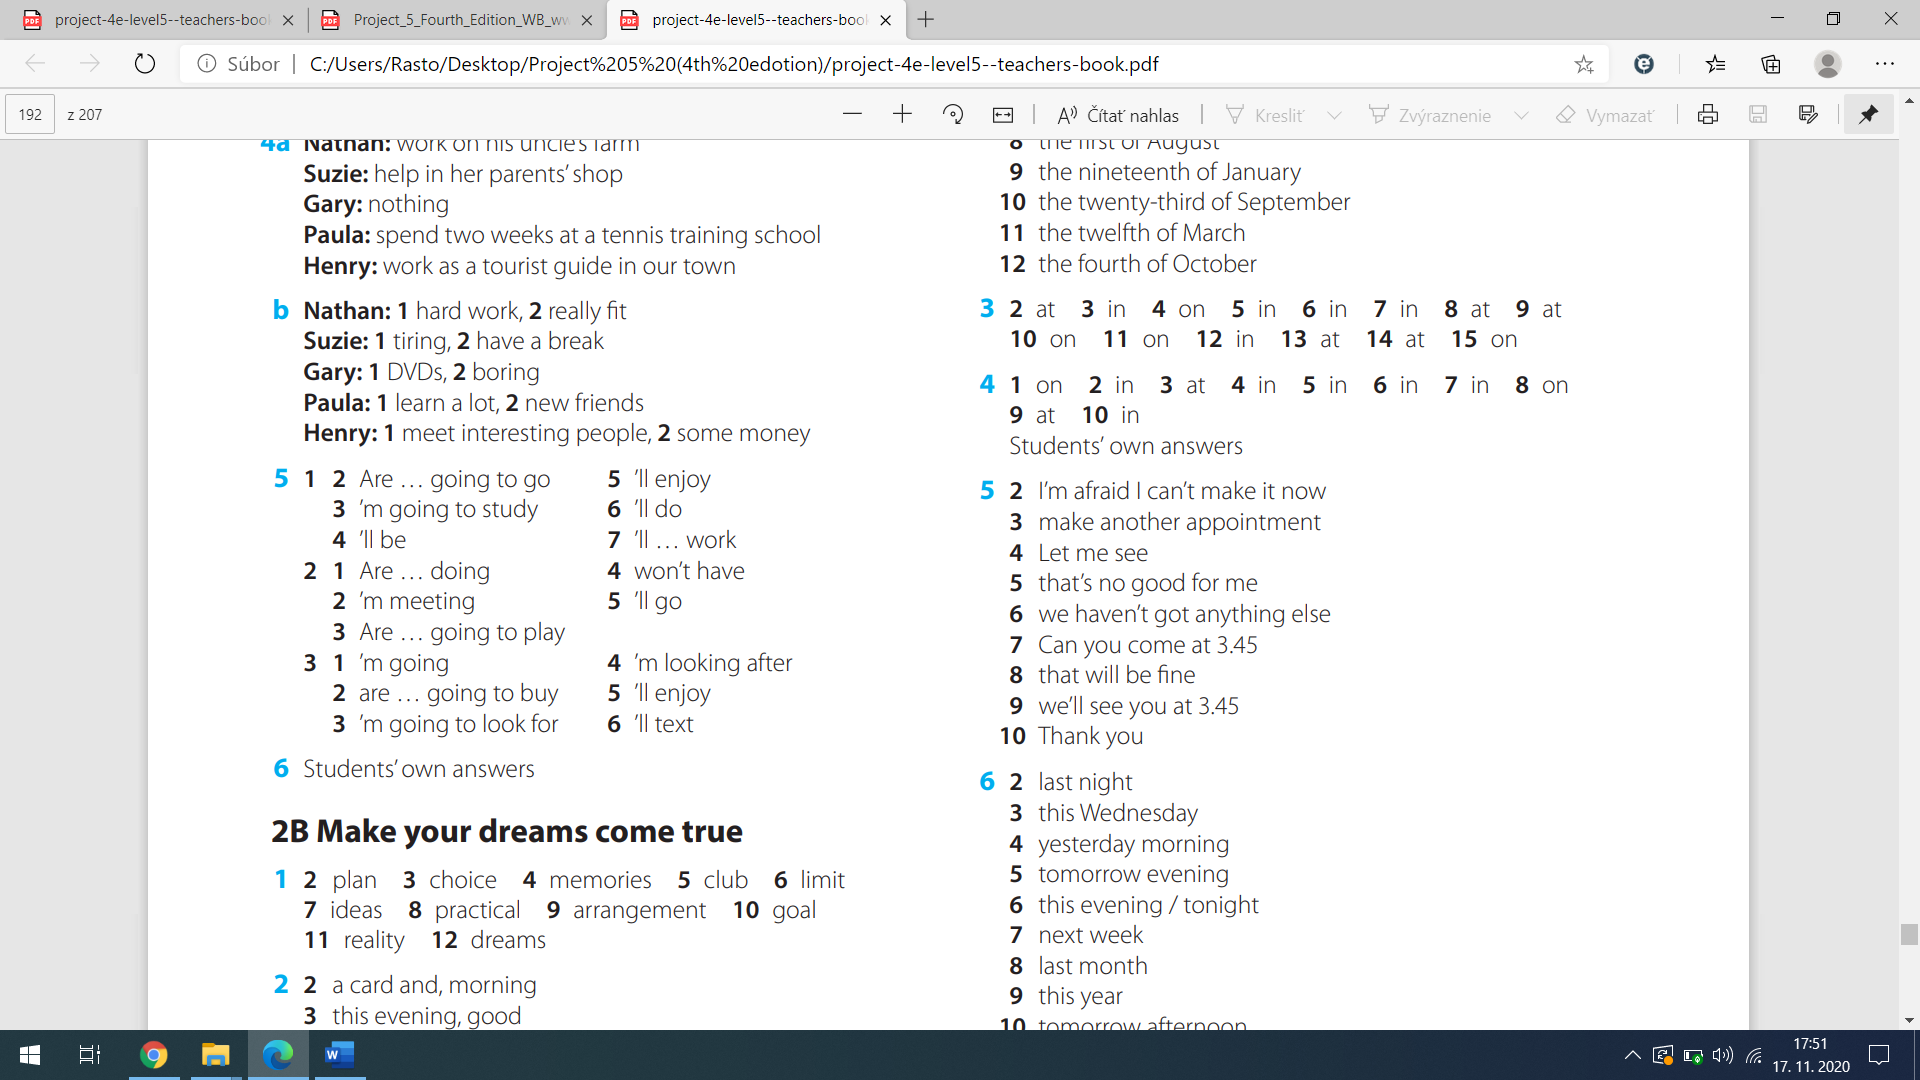 project-4e-level5--teachers-book
Project_5_Fourth_Edition_WB_w
project-4e-level5--teachers-book
Súbor
C:/Users/Rasto/Desktop/Project%205%20(4th%20edotion)/project-4e-level5--teachers-book.pdf
192 z 207
Čítať nahlas
Kresliť
Zvýraznenie
Vymazať
4a Nathan: work on his uncle's farm
Suzie: help in her parents' shop
Gary: nothing
Paula: spend two weeks at a tennis training school
Henry: work as a tourist guide in our town
b Nathan: 1 hard work, 2 really fit
Suzie: 1 tiring, 2 have a break
Gary: 1 DVDs, 2 boring
Paula: 1 learn a lot, 2 new friends
Henry: 1 meet interesting people, 2 some money
5 1 2 Are … going to go 5 'll enjoy
3 'm going to study 6 'll do
4 'll be 7 'll … work
2 1 Are … doing 4 won't have
2 'm meeting 5 'll go
3 Are … going to play
3 1 'm going 4 'm looking after
2 are … going to buy 5 'll enjoy
3 'm going to look for 6 'll text
6 Students' own answers
2B Make your dreams come true
1 2 plan 3 choice 4 memories 5 club 6 limit
7 ideas 8 practical 9 arrangement 10 goal
11 reality 12 dreams
2 2 a card and, morning
3 this evening, good
8 the first of August
9 the nineteenth of January
10 the twenty-third of September
11 the twelfth of March
12 the fourth of October
3 2 at 3 in 4 on 5 in 6 in 7 in 8 at 9 at
10 on 11 on 12 in 13 at 14 at 15 on
4 1 on 2 in 3 at 4 in 5 in 6 in 7 in 8 on
9 at 10 in
Students' own answers
5 2 I'm afraid I can't make it now
3 make another appointment
4 Let me see
5 that's no good for me
6 we haven't got anything else
7 Can you come at 3.45
8 that will be fine
9 we'll see you at 3.45
10 Thank you
6 2 last night
3 this Wednesday
4 yesterday morning
5 tomorrow evening
6 this evening / tonight
7 next week
8 last month
9 this year
10 tomorrow afternoon
17:51
17. 11. 2020